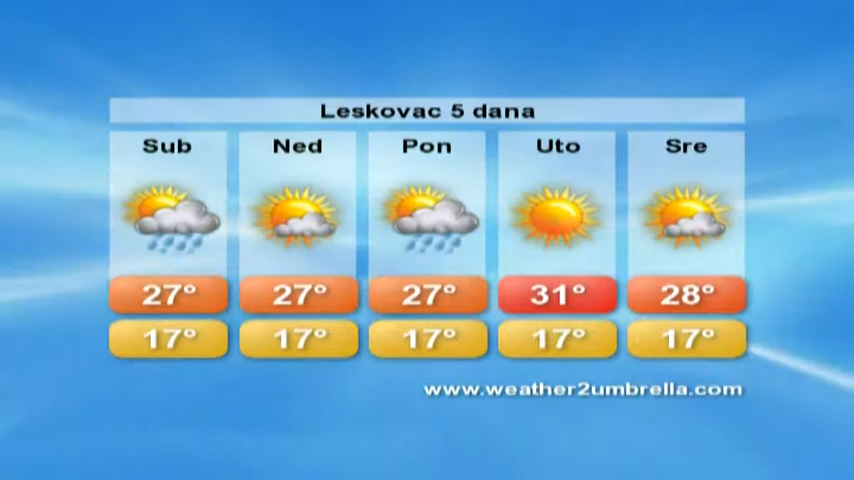 Leskovac 5 dana
Sub Ned Pon Uto Sre
27° 27° 27° 31° 28°
17° 17° 17° 17° 17°
www.weather2umbrella.com